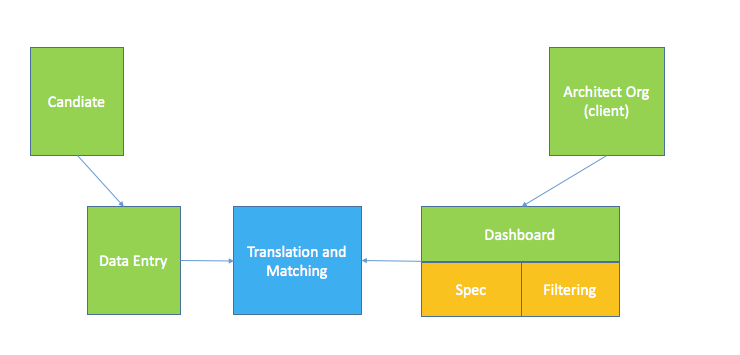 Candiate
Architect Org
(client)
Data Entry
Translation and
Matching
Dashboard
Spec
Filtering